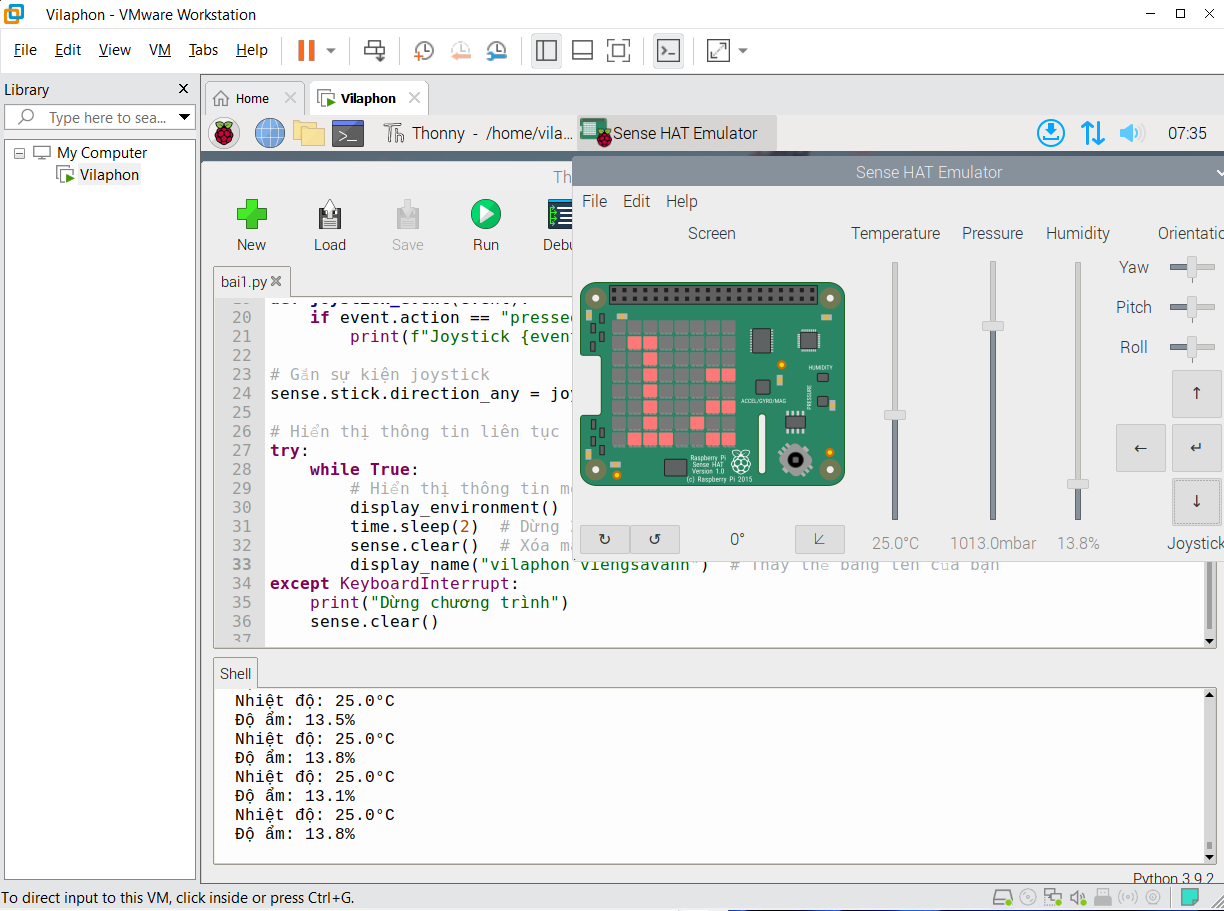 Vilaphon - VMware Workstation
File Edit View VM Tabs Help
Library
Type here to sea...
My Computer
Vilaphon
Home
Vilaphon
Thonny - /home/vila...
Sense HAT Emulator
07:35
Th
Sense HAT Emulator
New
Load
Save
Run
Debu
File Edit Help
Screen
Temperature
Pressure
Humidity
Orientatio
Yaw
Pitch
Roll
HUMIDITY
PRESSURE
ACCEL/GYRO/MAG
Raspberry Pi
Sense HAT
Version 1.0
(c) Raspberry Pi 2015
0°
25.0°C
1013.0mbar
13.8%
Joystick
bai1.py
20 if event.action == "presse
21 print(f"Joystick {even
22
23 # Gắn sự kiện joystick
24 sense.stick.direction_any = joy
25
26 # Hiển thị thông tin liên tục
27 try:
28 while True:
29 # Hiển thị thông tin m
30 display_environment()
31 time.sleep(2) # Dừng
32 sense.clear() # Xóa m
33 display_name("vilaphon viengsavanh") # Thay thế bằng tên của bạn
34 except KeyboardInterrupt:
35 print("Dừng chương trình")
36 sense.clear()
37
Shell
Nhiệt độ: 25.0°C
Độ ẩm: 13.5%
Nhiệt độ: 25.0°C
Độ ẩm: 13.8%
Nhiệt độ: 25.0°C
Độ ẩm: 13.1%
Nhiệt độ: 25.0°C
Độ ẩm: 13.8%
Python 3.9.2
To direct input to this VM, click inside or press Ctrl+G.